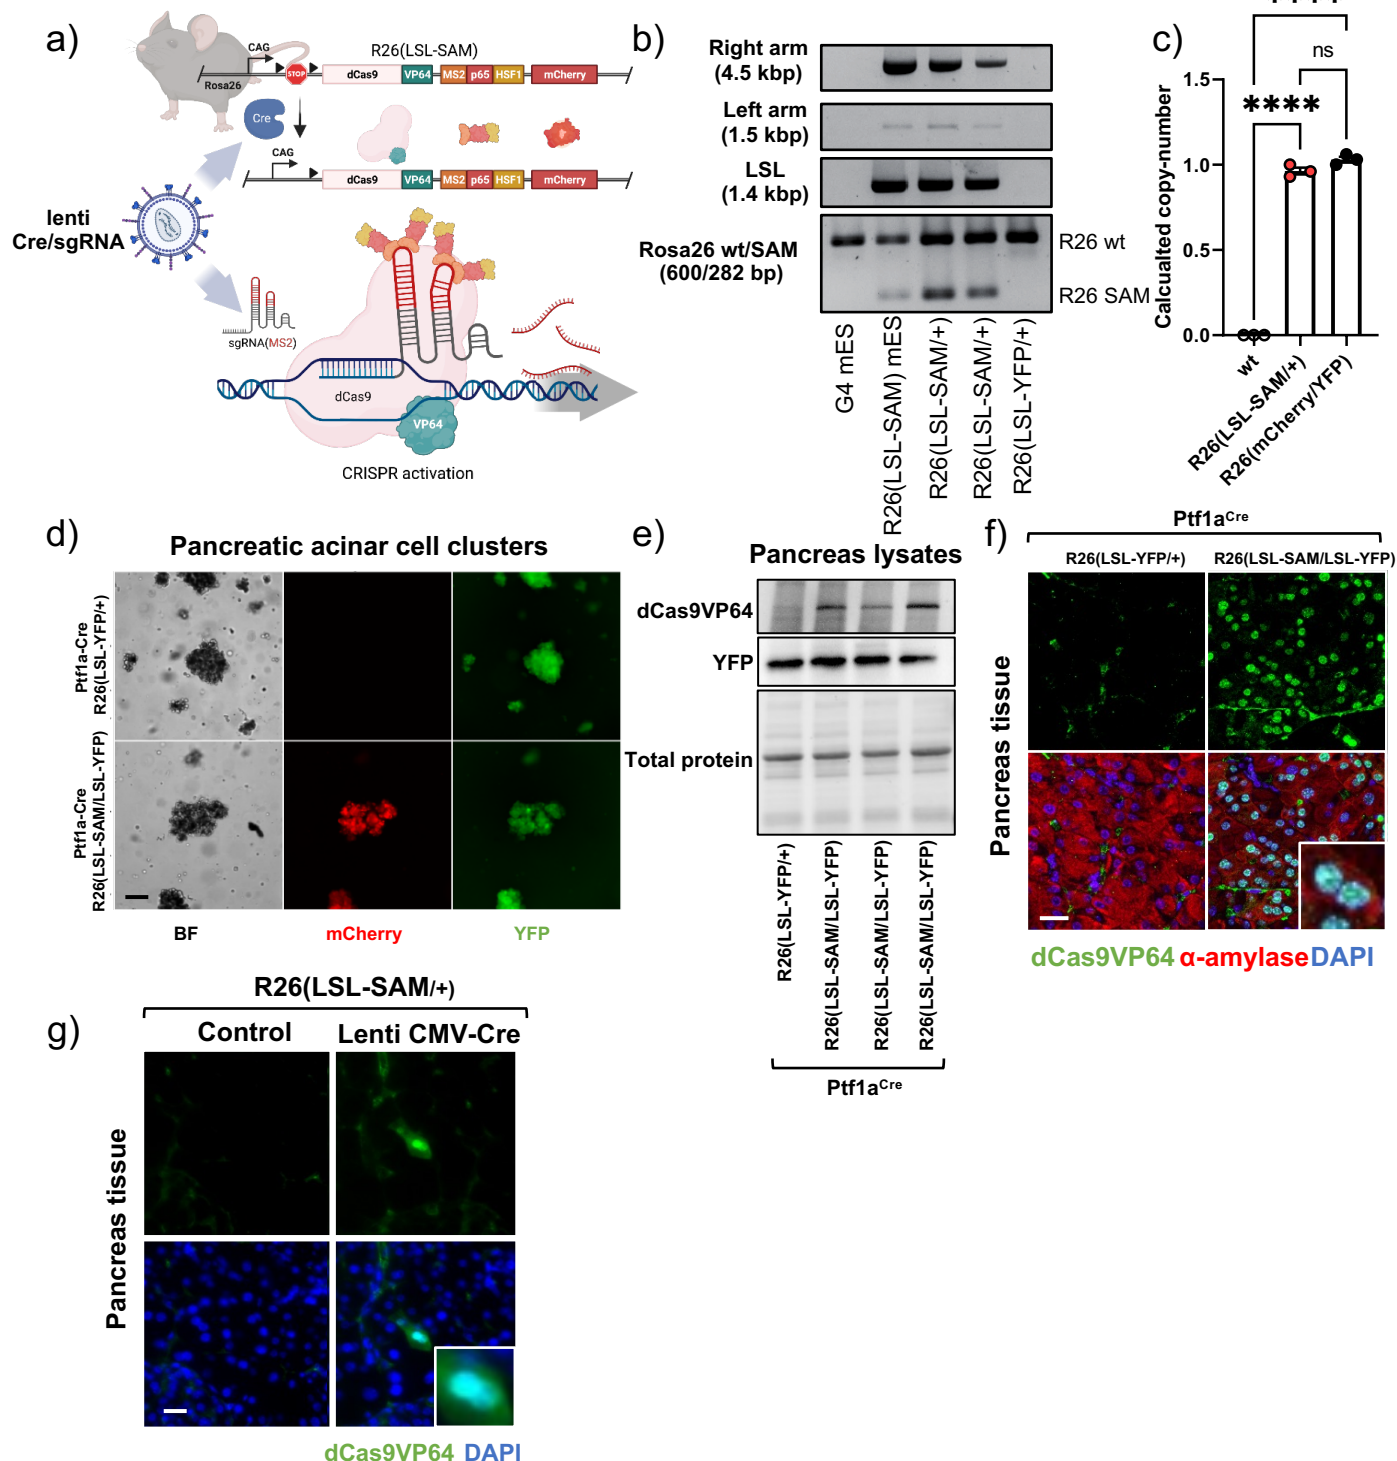 a)
R26(LSL-SAM)
CAG
Rosa26
STOP
dCas9
VP64
MS2
p65
HSF1
mCherry
Cre
CAG
dCas9
VP64
MS2
p65
HSF1
mCherry
lenti
Cre/sgRNA
sgRNA(MS2)
dCas9
VP64
CRISPR activation
b)
Right arm
(4.5 kbp)
Left arm
(1.5 kbp)
LSL
(1.4 kbp)
Rosa26 wt/SAM
(600/282 bp)
R26 wt
R26 SAM
G4 mES
R26(LSL-SAM) mES
R26(LSL-SAM/+)
R26(LSL-SAM/+)
R26(LSL-YFP/+)
c)
ns
****
Calcualted copy-number
1.5
1.0
0.5
0.0
wt
R26(LSL-SAM/+)
R26(mCherry/YFP)
d)
Pancreatic acinar cell clusters
Ptf1a-Cre
R26(LSL-YFP/+)
Ptf1a-Cre
R26(LSL-SAM/LSL-YFP)
BF
mCherry
YFP
e)
Pancreas lysates
dCas9VP64
YFP
Total protein
R26(LSL-YFP/+)
R26(LSL-SAM/LSL-YFP)
R26(LSL-SAM/LSL-YFP)
R26(LSL-SAM/LSL-YFP)
Ptf1aCre
f)
Ptf1aCre
R26(LSL-YFP/+)
R26(LSL-SAM/LSL-YFP)
Pancreas tissue
dCas9VP64 α-amylase DAPI
g)
R26(LSL-SAM/+)
Control
Lenti CMV-Cre
Pancreas tissue
dCas9VP64 DAPI